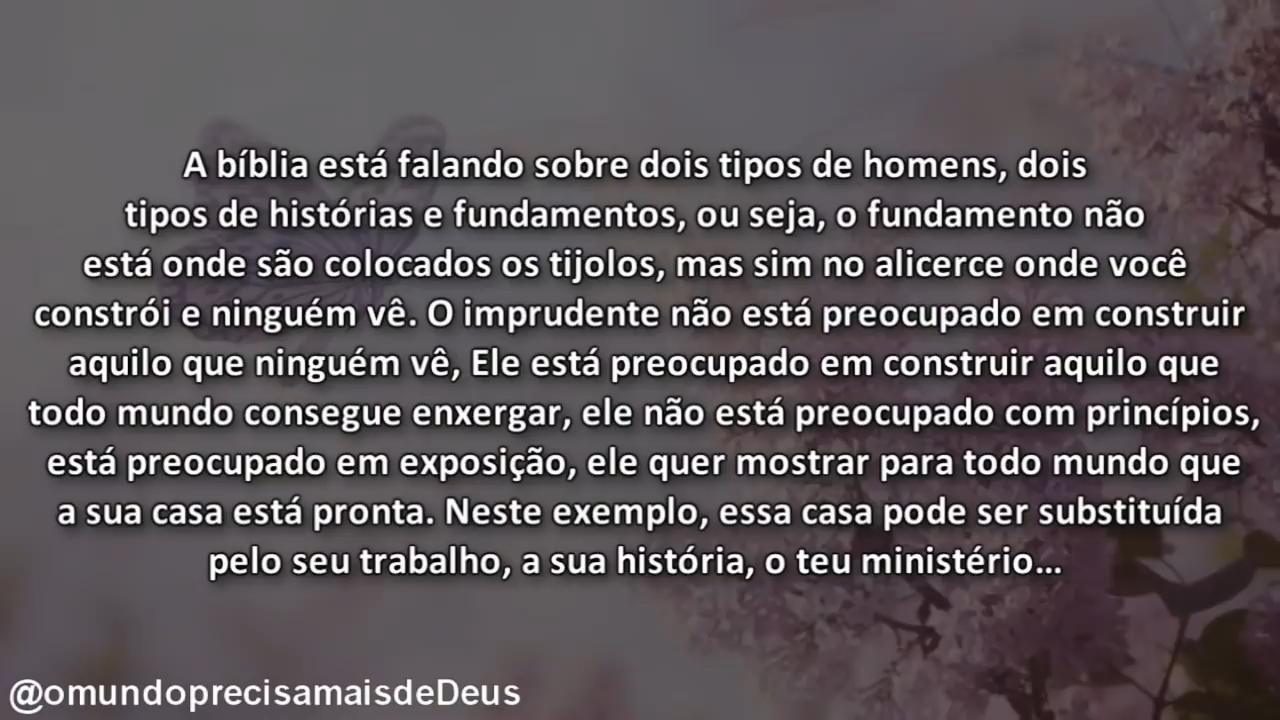 A bíblia está falando sobre dois tipos de homens, dois
tipos de histórias e fundamentos, ou seja, o fundamento não
está onde são colocados os tijolos, mas sim no alicerce onde você
constrói e ninguém vê. O imprudente não está preocupado em construir
aquilo que ninguém vê, Ele está preocupado em construir aquilo que
todo mundo consegue enxergar, ele não está preocupado com princípios,
está preocupado em exposição, ele quer mostrar para todo mundo que
a sua casa está pronta. Neste exemplo, essa casa pode ser substituída
pelo seu trabalho, a sua história, o teu ministério...
@omundoprecisamaisdeDeus